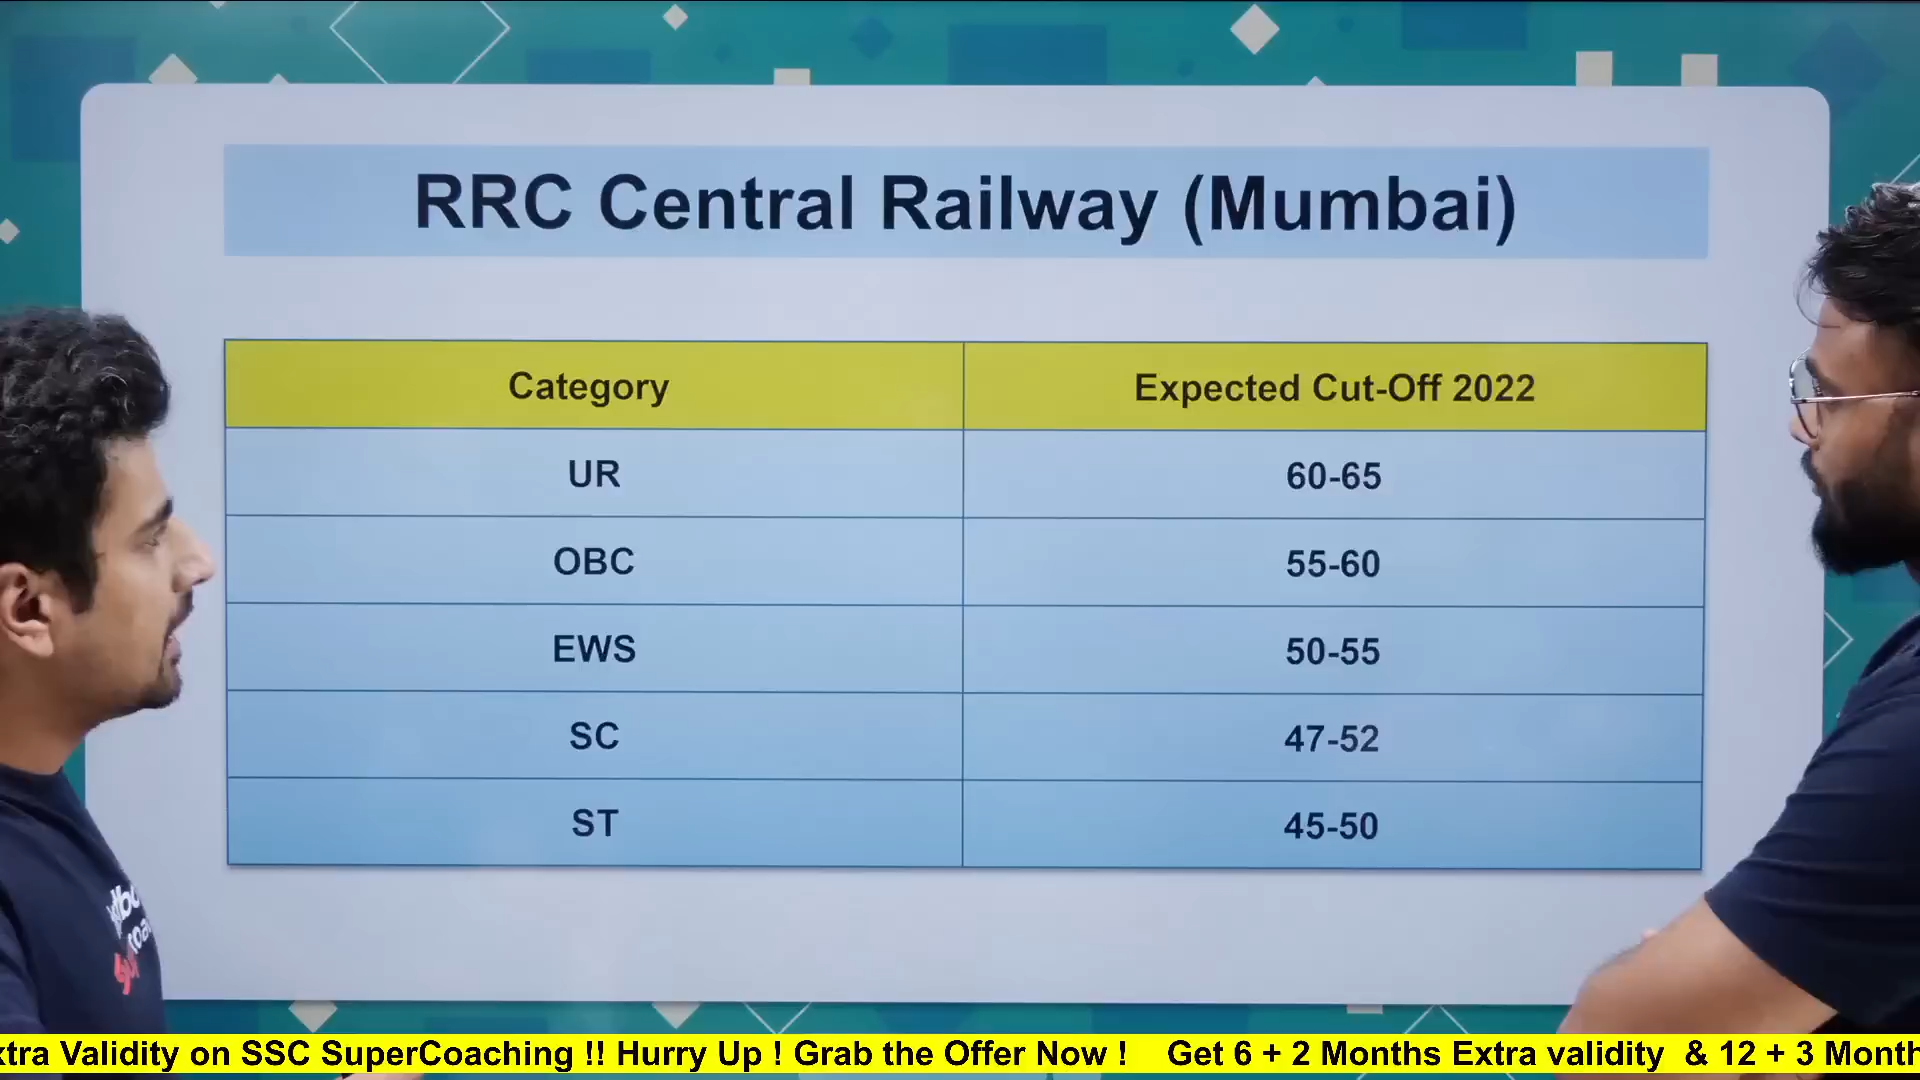 RRC Central Railway (Mumbai)
Category Expected Cut-Off 2022
UR 60-65
OBC 55-60
EWS 50-55
SC 47-52
ST 45-50
Validity on SSC SuperCoaching !! Hurry Up ! Grab the Offer Now ! Get 6 + 2 Months Extra validity & 12 + 3